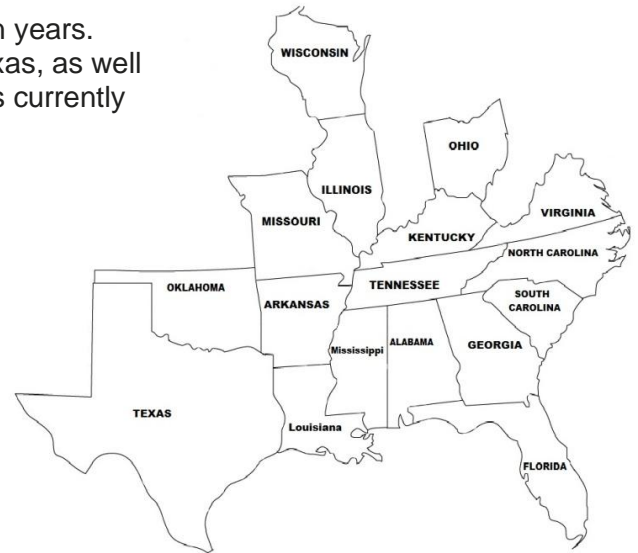 n years.
xas, as well
s currently
WISCONSIN
OHIO
ILLINOIS
MISSOURI
VIRGINIA
KENTUCKY
NORTH CAROLINA
OKLAHOMA
TENNESSEE
ARKANSAS
SOUTH
CAROLINA
Mississippi
ALABAMA
GEORGIA
TEXAS
Louisiana
FLORIDA